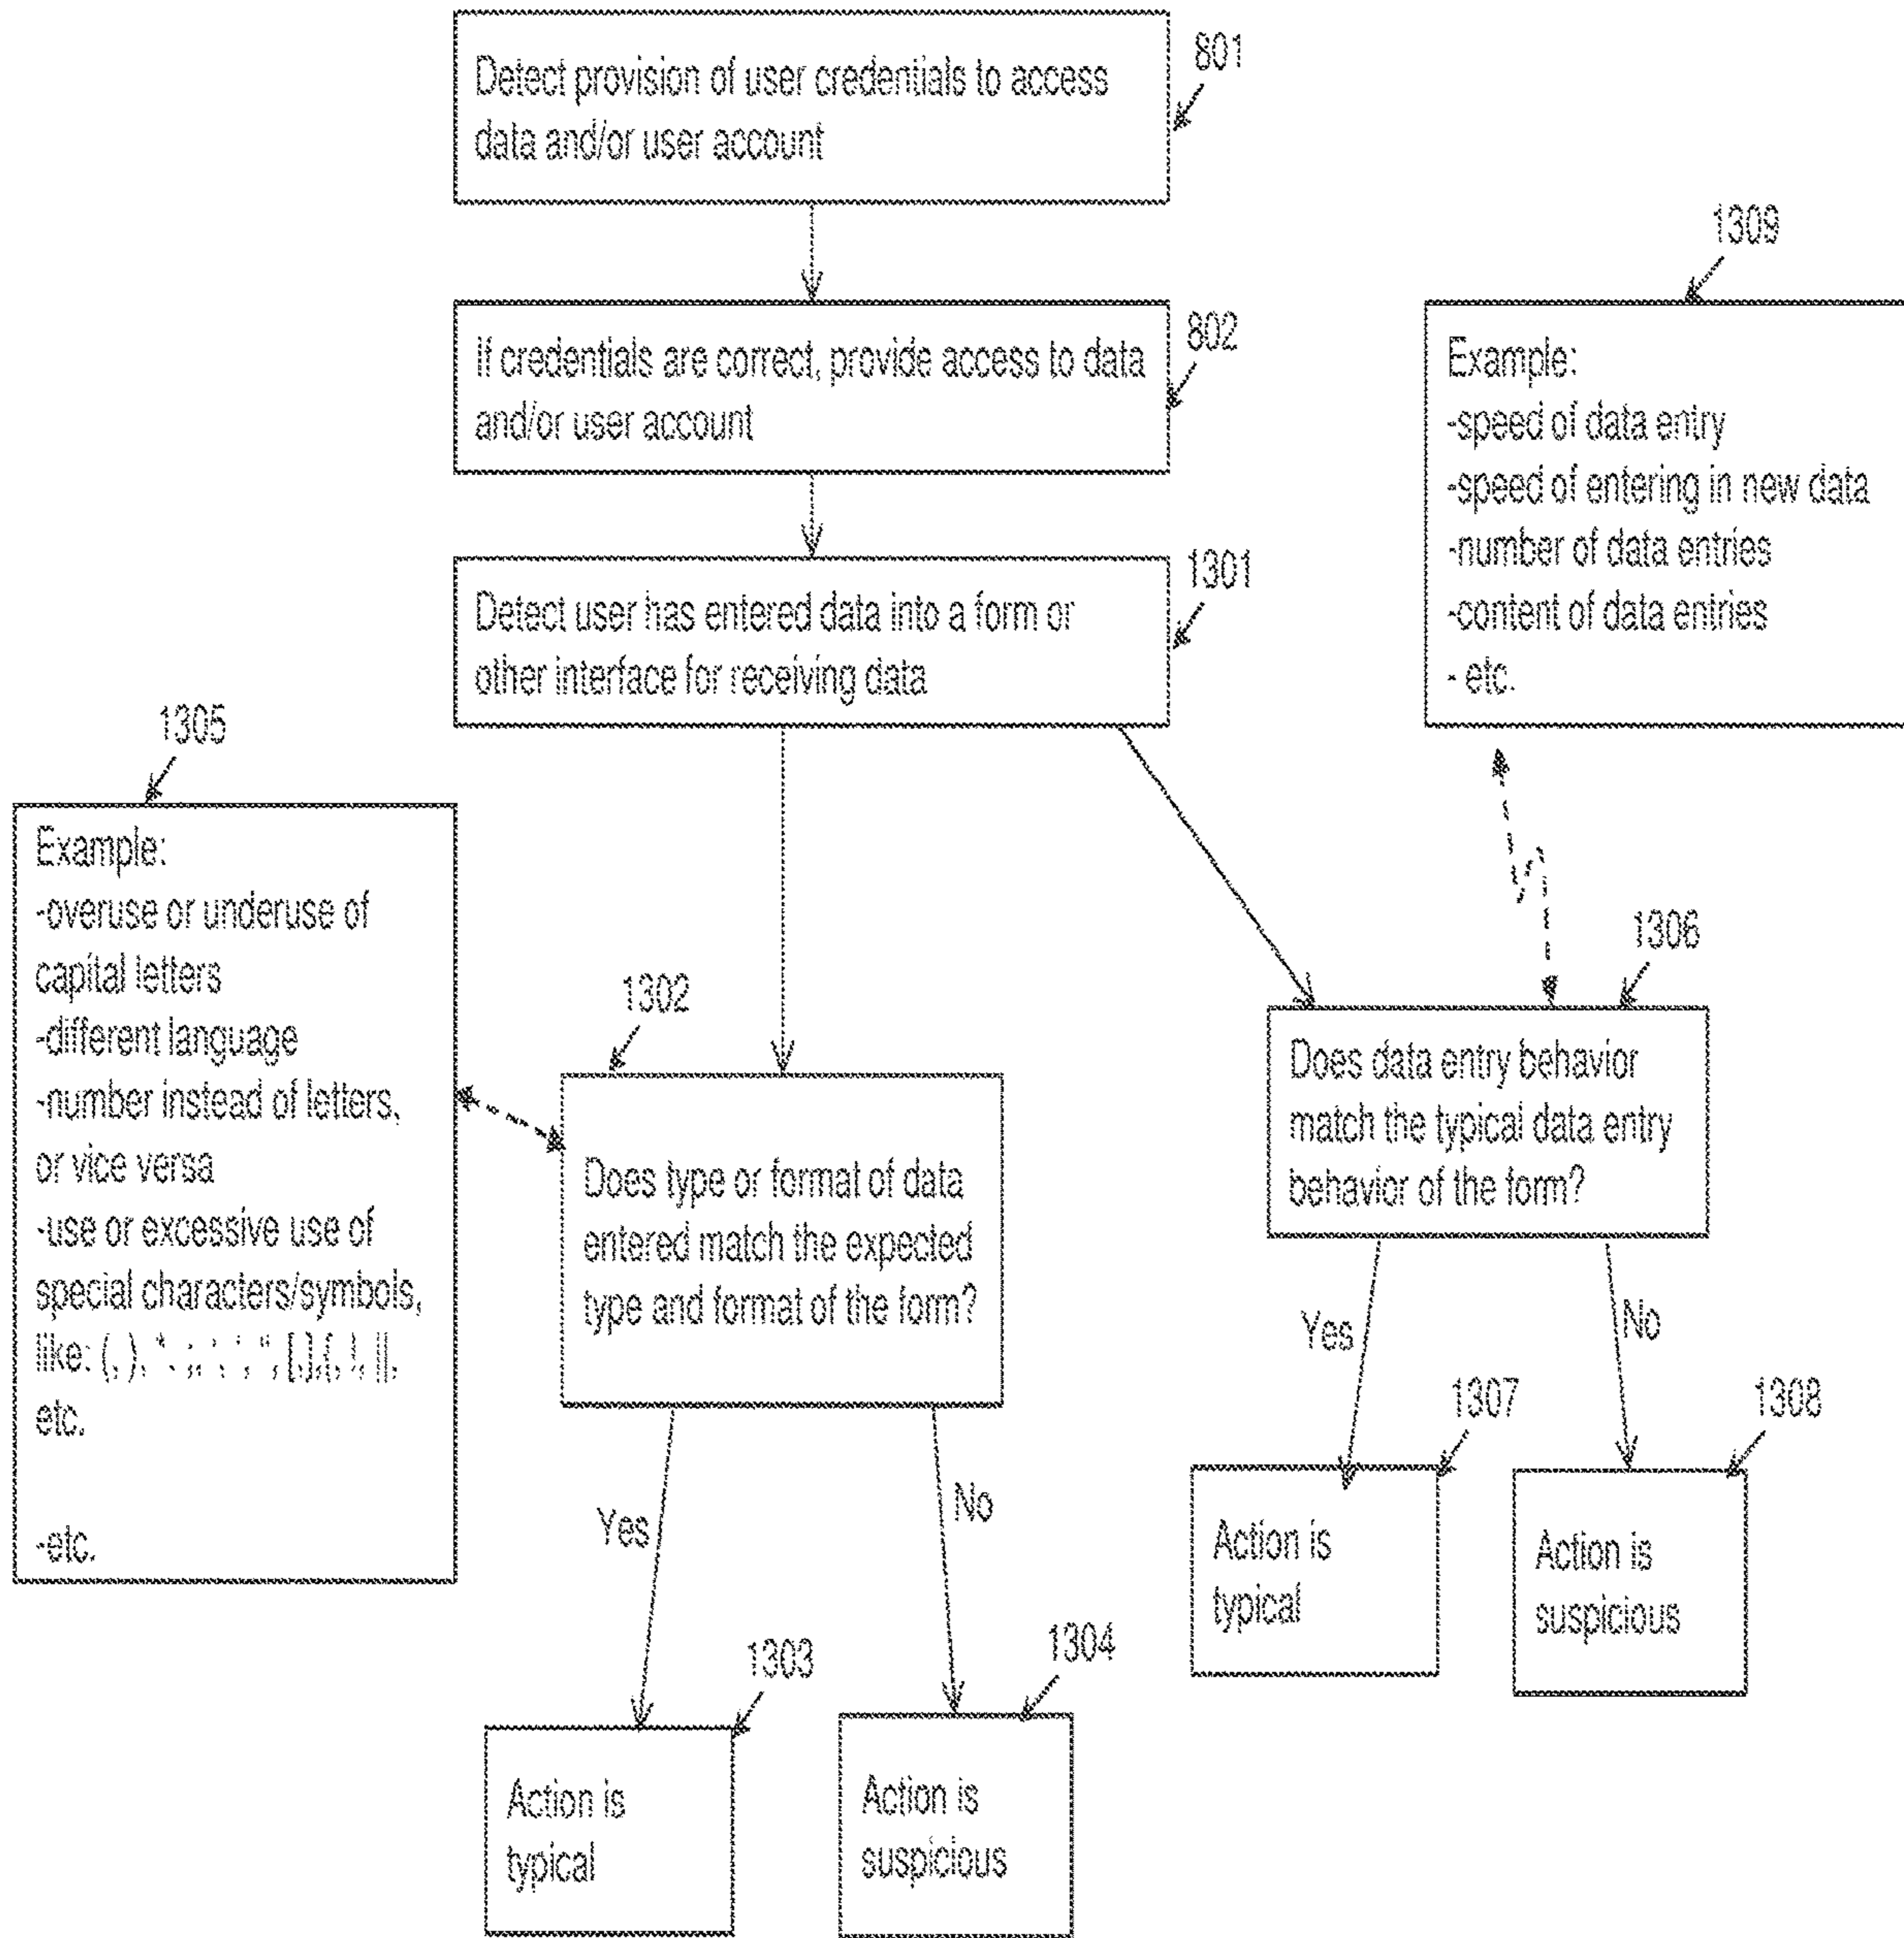 Detect provision of user credentials to access
data and/or user account
801
If credentials are correct, provide access to data
and/or user account
802
1309
Example:
-speed of data entry
-speed of entering in new data
-number of data entries
-content of data entries
- etc.
Detect user has entered data into a form or
other interface for receiving data
1301
1305
Example:
-overuse or underuse of
capital letters
-different language
-number instead of letters,
or vice versa
-use or excessive use of
special characters/symbols,
like: (, ),
etc.
-etc.
1302
Does type or format of data
entered match the expected
type and format of the form?
1306
Does data entry behavior
match the typical data entry
behavior of the form?
Yes
No
1307
Action is
typical
1308
Action is
suspicious
Yes
No
1303
Action is
typical
1304
Action is
suspicious